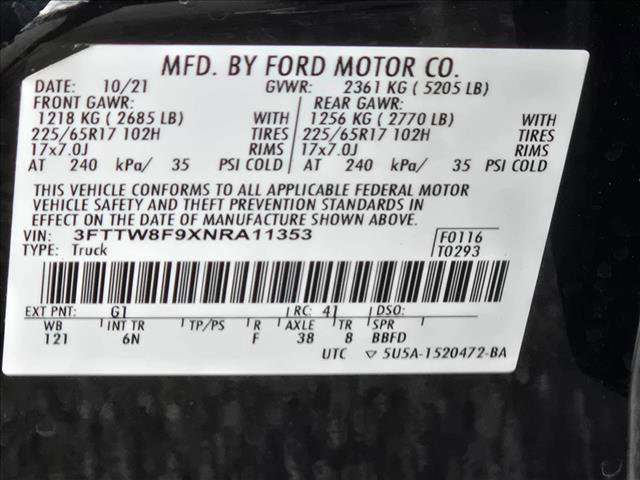 MFD. BY FORD MOTOR CO.
DATE: 10/21 GVWR: 2361 KG ( 5205 LB)
FRONT GAWR: REAR GAWR:
1218 KG ( 2685 LB) WITH 1256 KG ( 2770 LB) WITH
225/65R17 102H TIRES 225/65R17 102H TIRES
17x7.0J RIMS 17x7.0J RIMS
AT 240 kPa/ 35 PSI COLD AT 240 kPa/ 35 PSI COLD
THIS VEHICLE CONFORMS TO ALL APPLICABLE FEDERAL MOTOR
VEHICLE SAFETY AND THEFT PREVENTION STANDARDS IN
EFFECT ON THE DATE OF MANUFACTURE SHOWN ABOVE.
VIN: 3FTTW8F9XNRA11353 F0116
TYPE: Truck T0293
EXT PNT: G1 RC: 41 DSO:
WB INT TR TP/PS R AXLE TR SPR
121 6N F 38 8 BBFD
UTC 5U5A-1520472-BA